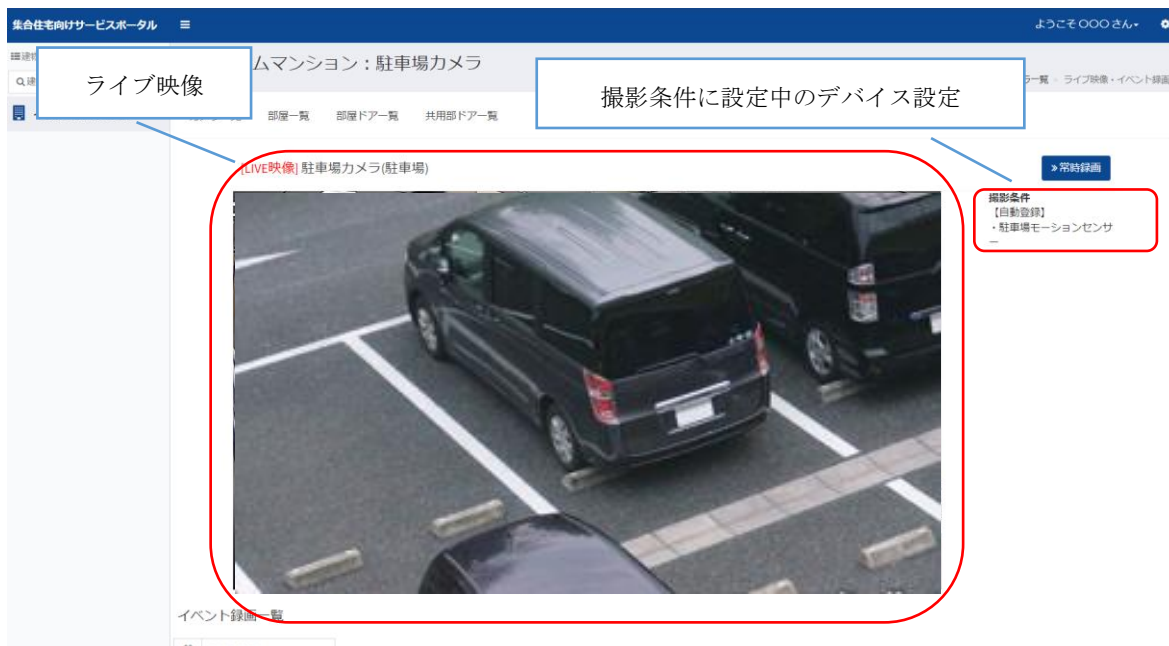 集合住宅向けサービスポータル
ようこそ〇〇〇さん
ムマンション：駐車場カメラ
ライブ映像
撮影条件に設定中のデバイス設定
ラー覧 ライブ映像・イベント録画
部屋一覧 部屋ドア一覧 共用部ドア一覧
[LIVE映像] 駐車場カメラ(駐車場)
»常時録画
撮影条件
【自動登録】
・駐車場モーションセンサ
ー
イベント録画一覧